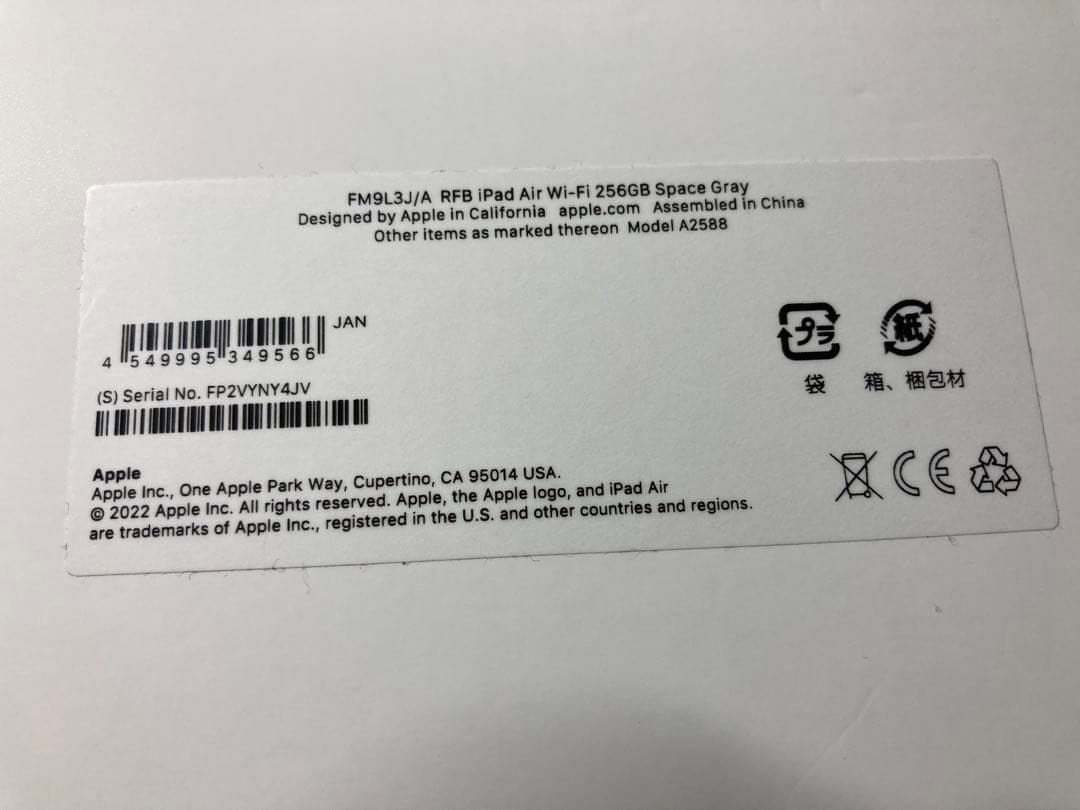 FM9L3J/A RFB iPad Air Wi-Fi 256GB Space Gray
Designed by Apple in California apple.com Assembled in China
Other items as marked thereon Model A2588
JAN
4 549995 349566
(S) Serial No. FP2VYNY4JV
プラ
紙
袋
箱、梱包材
Apple
Apple Inc., One Apple Park Way, Cupertino, CA 95014 USA.
© 2022 Apple Inc. All rights reserved. Apple, the Apple logo, and iPad Air
are trademarks of Apple Inc., registered in the U.S. and other countries and regions.
CE